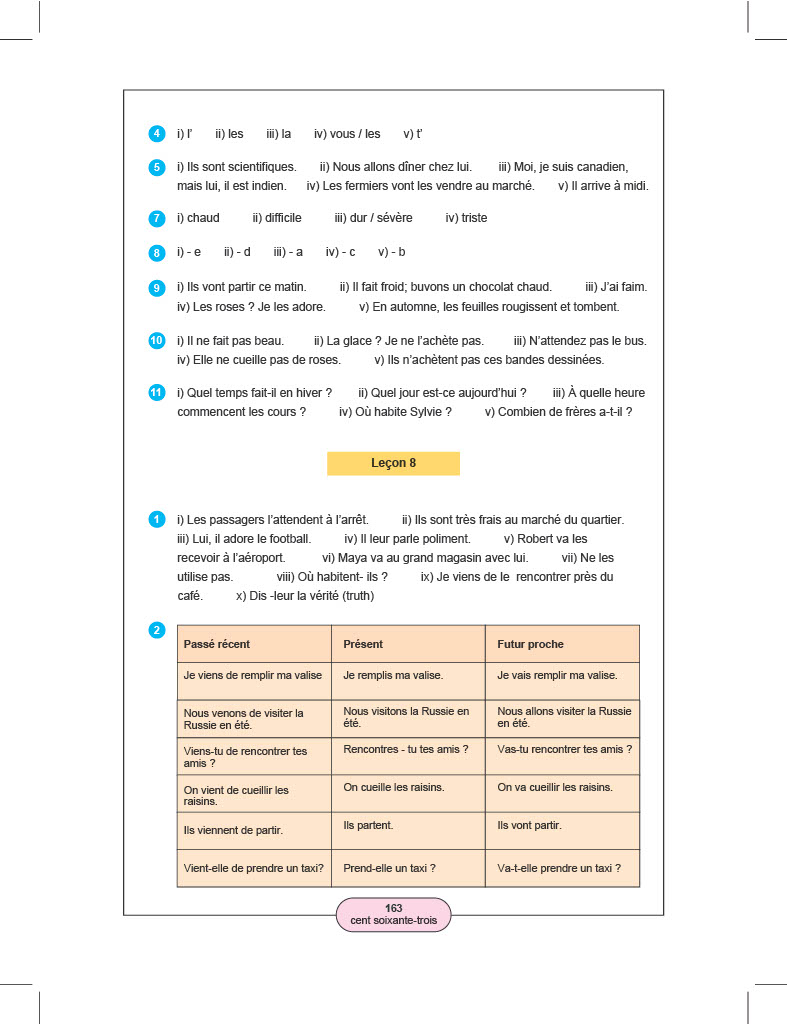 4 i) l’ ii) les iii) la iv) vous / les v) t’
5 i) Ils sont scientifiques. ii) Nous allons dîner chez lui. iii) Moi, je suis canadien,
mais lui, il est indien. iv) Les fermiers vont les vendre au marché. v) Il arrive à midi.
7 i) chaud ii) difficile iii) dur / sévère iv) triste
8 i) - e ii) - d iii) - a iv) - c v) - b
9 i) Ils vont partir ce matin. ii) Il fait froid; buvons un chocolat chaud. iii) J’ai faim.
iv) Les roses ? Je les adore. v) En automne, les feuilles rougissent et tombent.
10 i) Il ne fait pas beau. ii) La glace ? Je ne l’achète pas. iii) N’attendez pas le bus.
iv) Elle ne cueille pas de roses. v) Ils n’achètent pas ces bandes dessinées.
11 i) Quel temps fait-il en hiver ? ii) Quel jour est-ce aujourd’hui ? iii) À quelle heure
commencent les cours ? iv) Où habite Sylvie ? v) Combien de frères a-t-il ?
Leçon 8
1 i) Les passagers l’attendent à l’arrêt. ii) Ils sont très frais au marché du quartier.
iii) Lui, il adore le football. iv) Il leur parle poliment. v) Robert va les
recevoir à l’aéroport. vi) Maya va au grand magasin avec lui. vii) Ne les
utilise pas. viii) Où habitent- ils ? ix) Je viens de le rencontrer près du
café. x) Dis -leur la vérité (truth)
2
Passé récent Présent Futur proche
Je viens de remplir ma valise Je remplis ma valise. Je vais remplir ma valise.
Nous venons de visiter la Nous visitons la Russie en Nous allons visiter la Russie
Russie en été. été. en été.
Viens-tu de rencontrer tes Rencontres - tu tes amis ? Vas-tu rencontrer tes amis ?
amis ?
On vient de cueillir les On cueille les raisins. On va cueillir les raisins.
raisins.
Ils viennent de partir. Ils partent. Ils vont partir.
Vient-elle de prendre un taxi? Prend-elle un taxi ? Va-t-elle prendre un taxi ?
163
cent soixante-trois